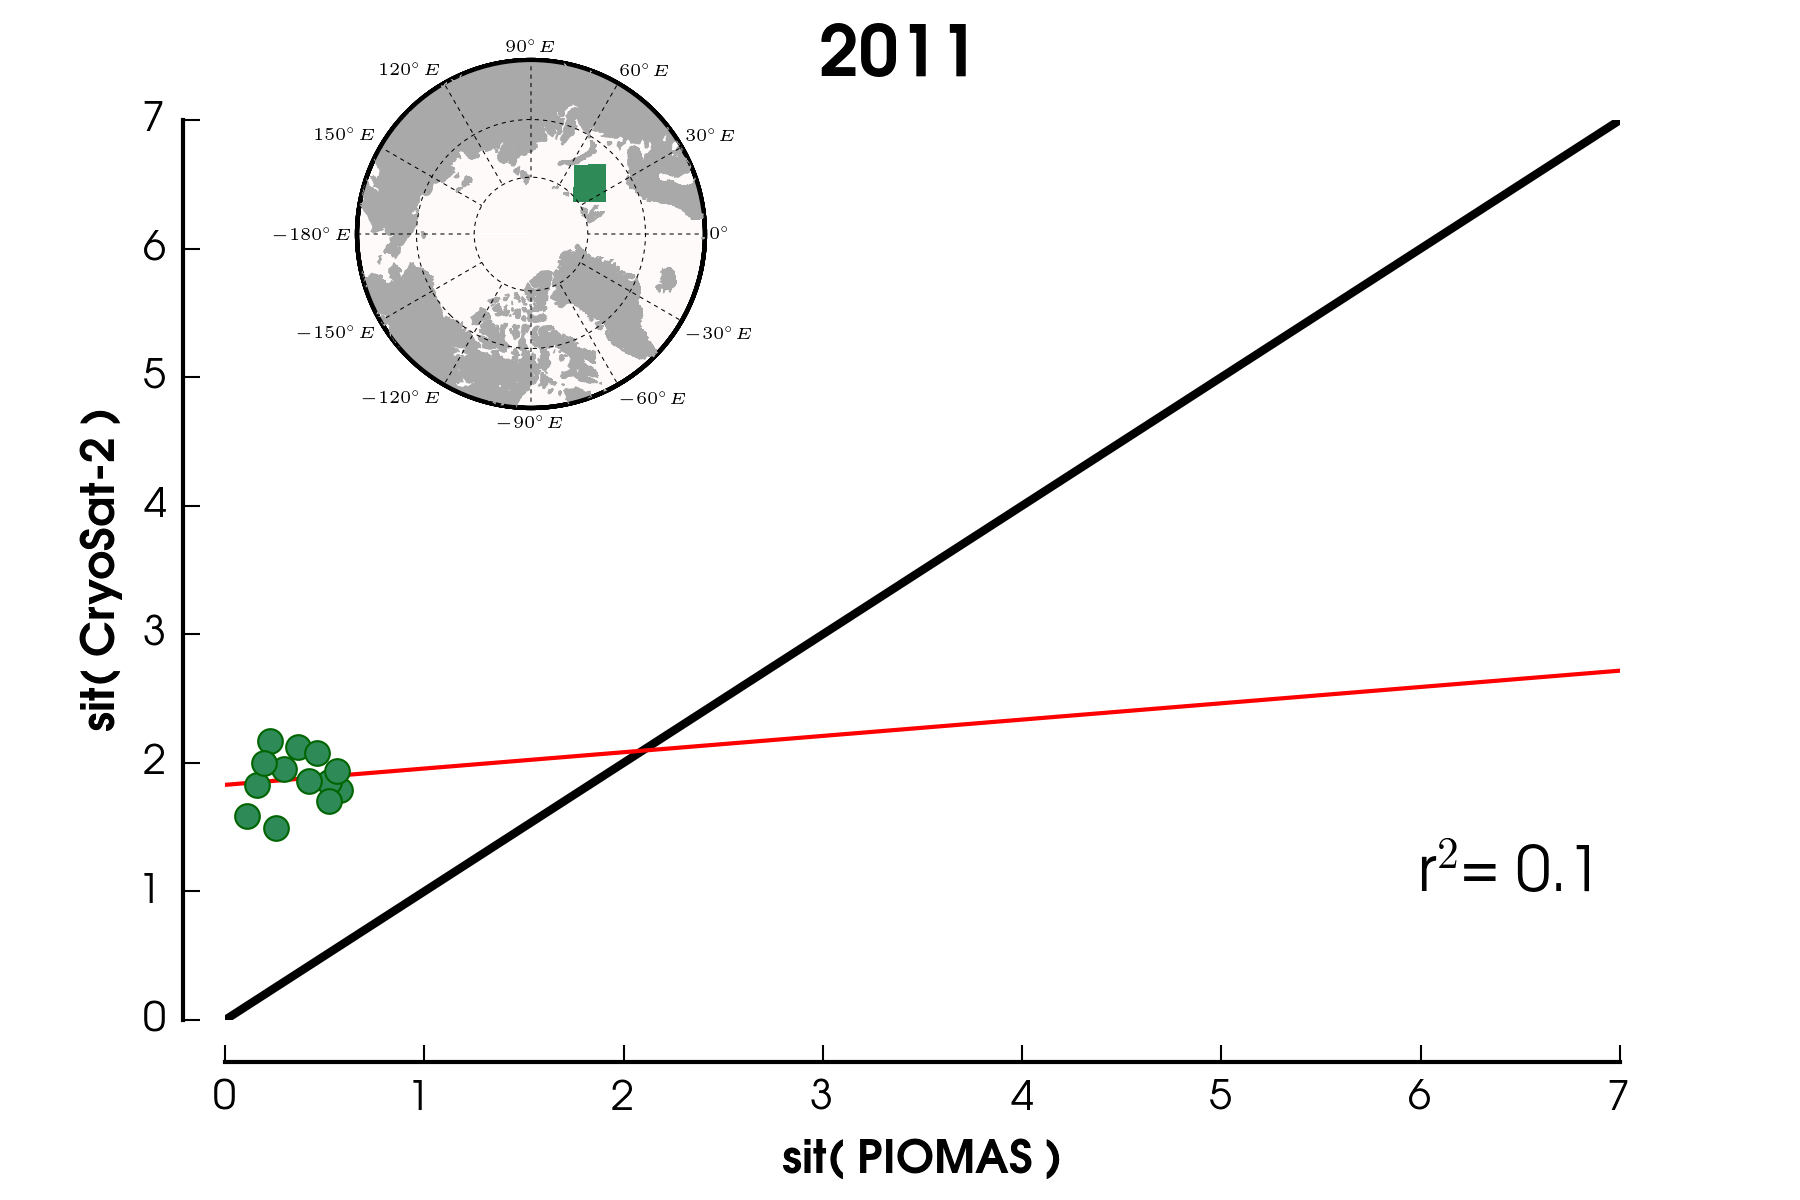 2011
90° E
120° E
60° E
150° E
30° E
−180° E
0°
−150° E
−30° E
−120° E
−60° E
−90° E
7
6
5
4
3
2
1
0
sit( CryoSat-2 )
r²= 0.1
0 1 2 3 4 5 6 7
sit( PIOMAS )